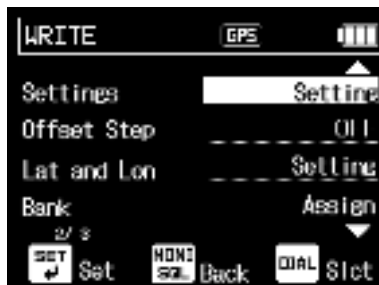 WRITE GPS
Settings Setting
Offset Step OFF
Lat and Lon Setting
Bank Assign
2/ 3
SET Set MONI SQL Back DIAL Slct